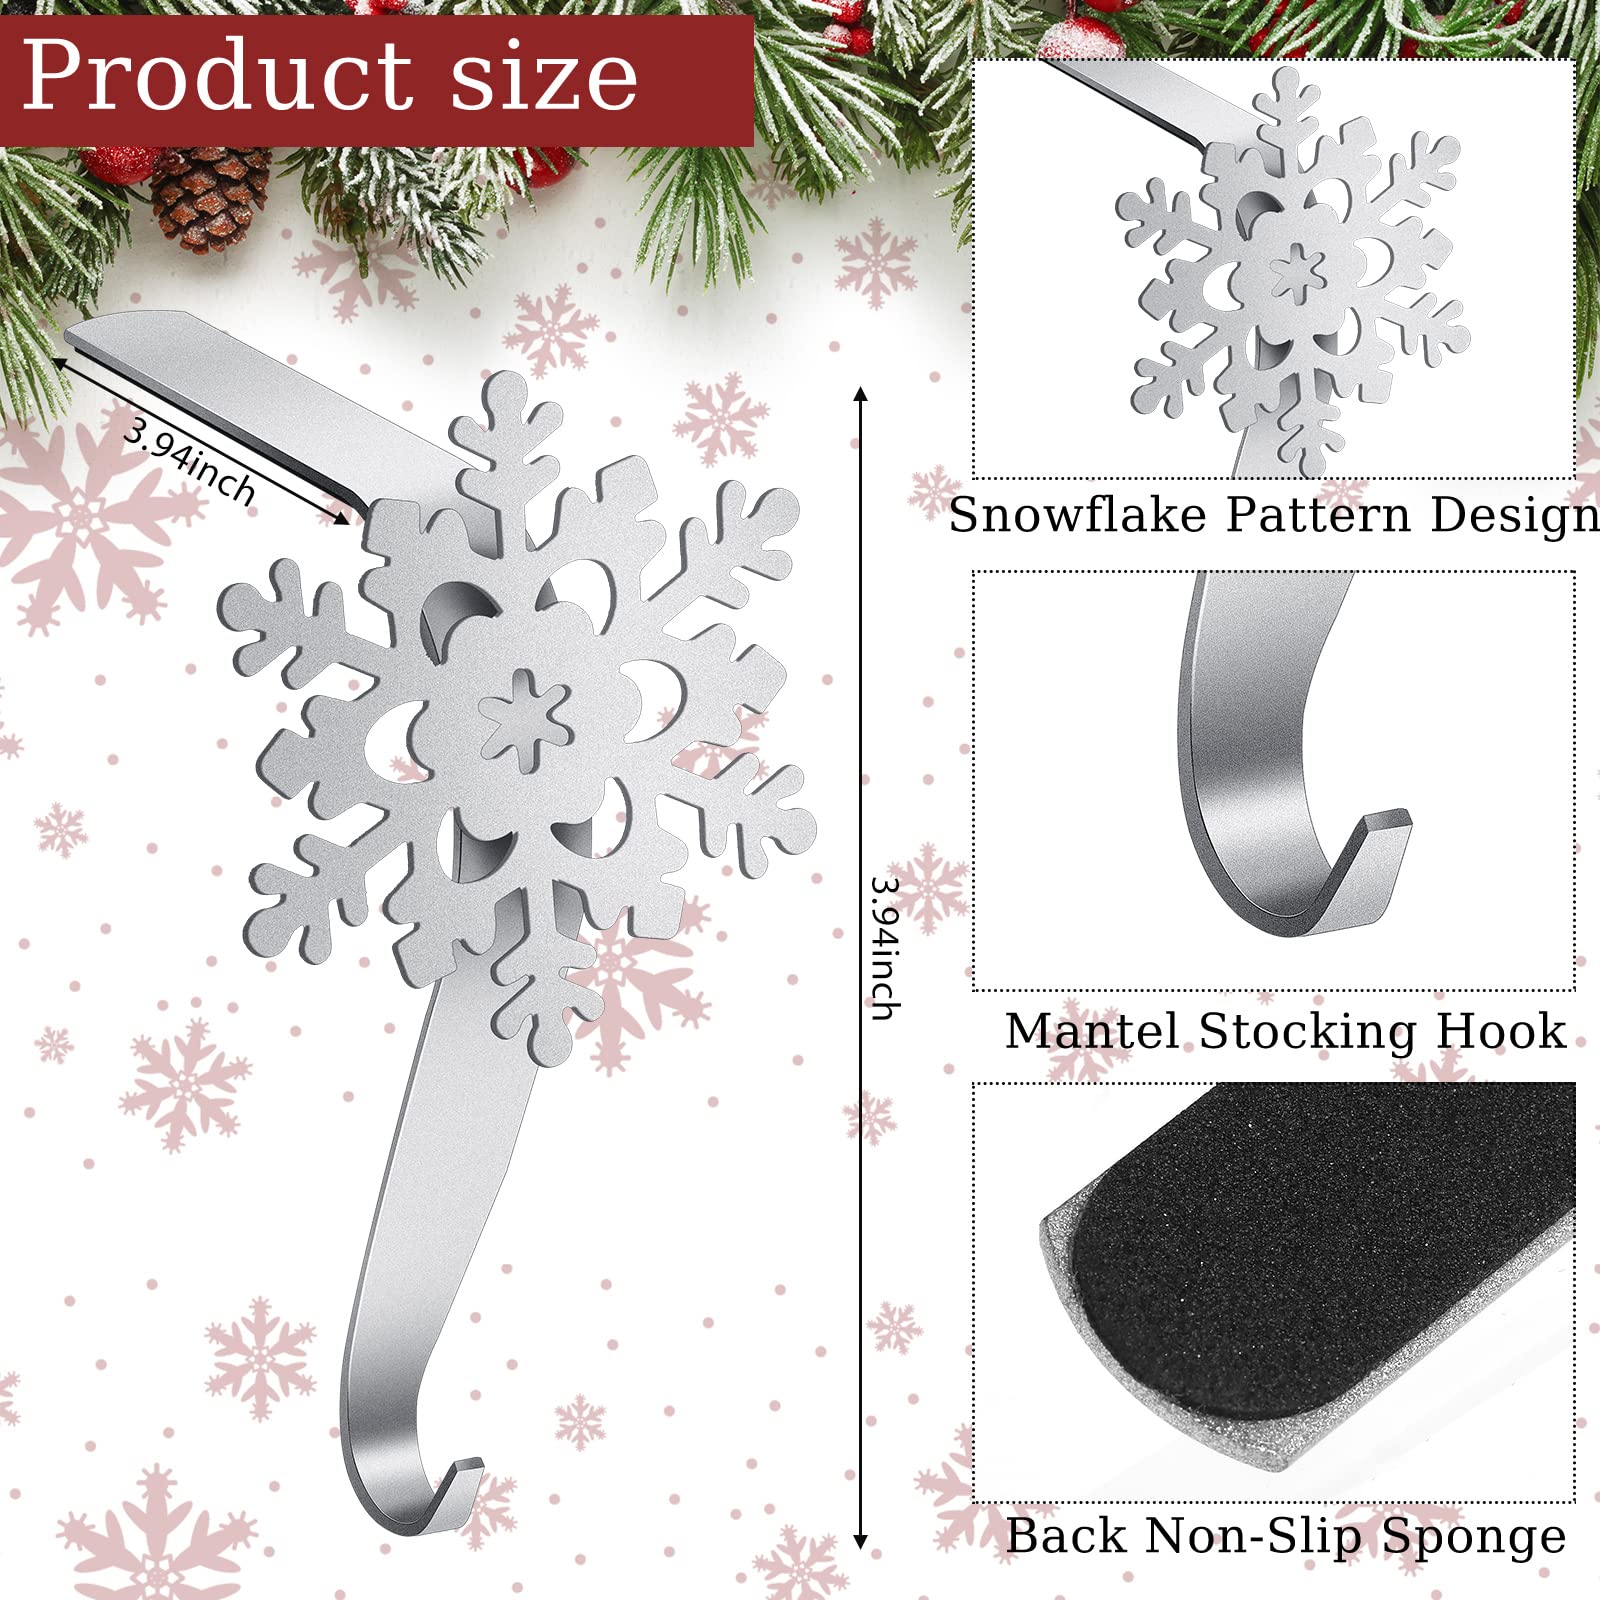 Product size
3.94inch
3.94inch
Snowflake Pattern Design
Mantel Stocking Hook
Back Non-Slip Sponge